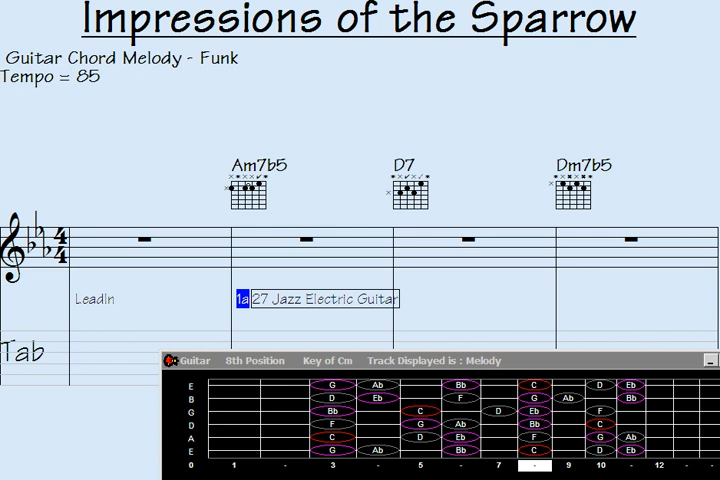 Impressions of the Sparrow
Guitar Chord Melody - Funk
Tempo = 85
Am7b5 D7 Dm7b5
4
4
LeadIn 1a 27 Jazz Electric Guitar
Tab
Guitar 8th Position Key of Cm Track Displayed is : Melody
E G Ab Bb C D Eb
B D Eb F G Ab Bb
G Bb C D Eb F
D F G Ab Bb C
A C D Eb F G Ab
E G Ab Bb C D Eb
0 1 - 3 - 5 - 7 - 9 10 - 12 - -